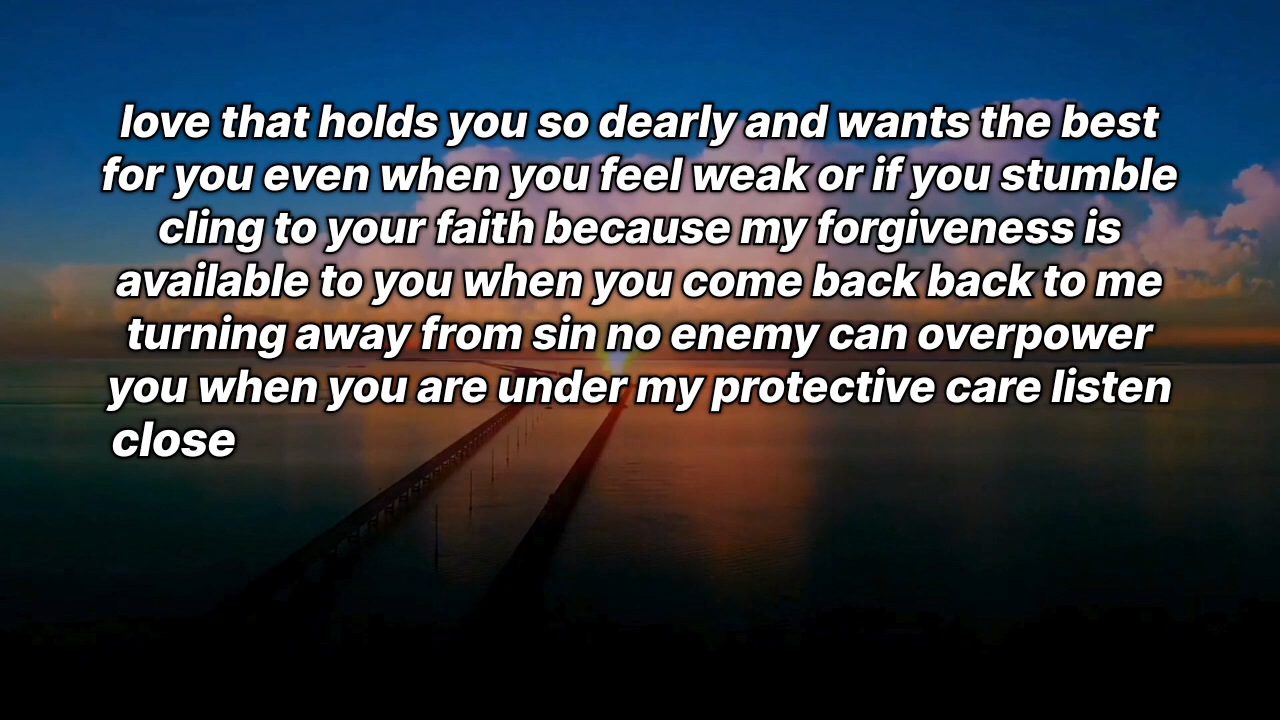 love that holds you so dearly and wants the best
for you even when you feel weak or if you stumble
cling to your faith because my forgiveness is
available to you when you come back back to me
turning away from sin no enemy can overpower
you when you are under my protective care listen
close